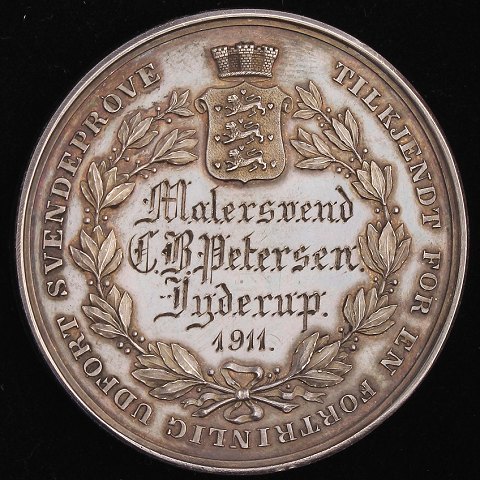 TILKJENDT FOR EN FORTRINLIG UDFØRT SVENDEPRØVE
Malersvend
C. B. Petersen.
Jyderup.
1911.